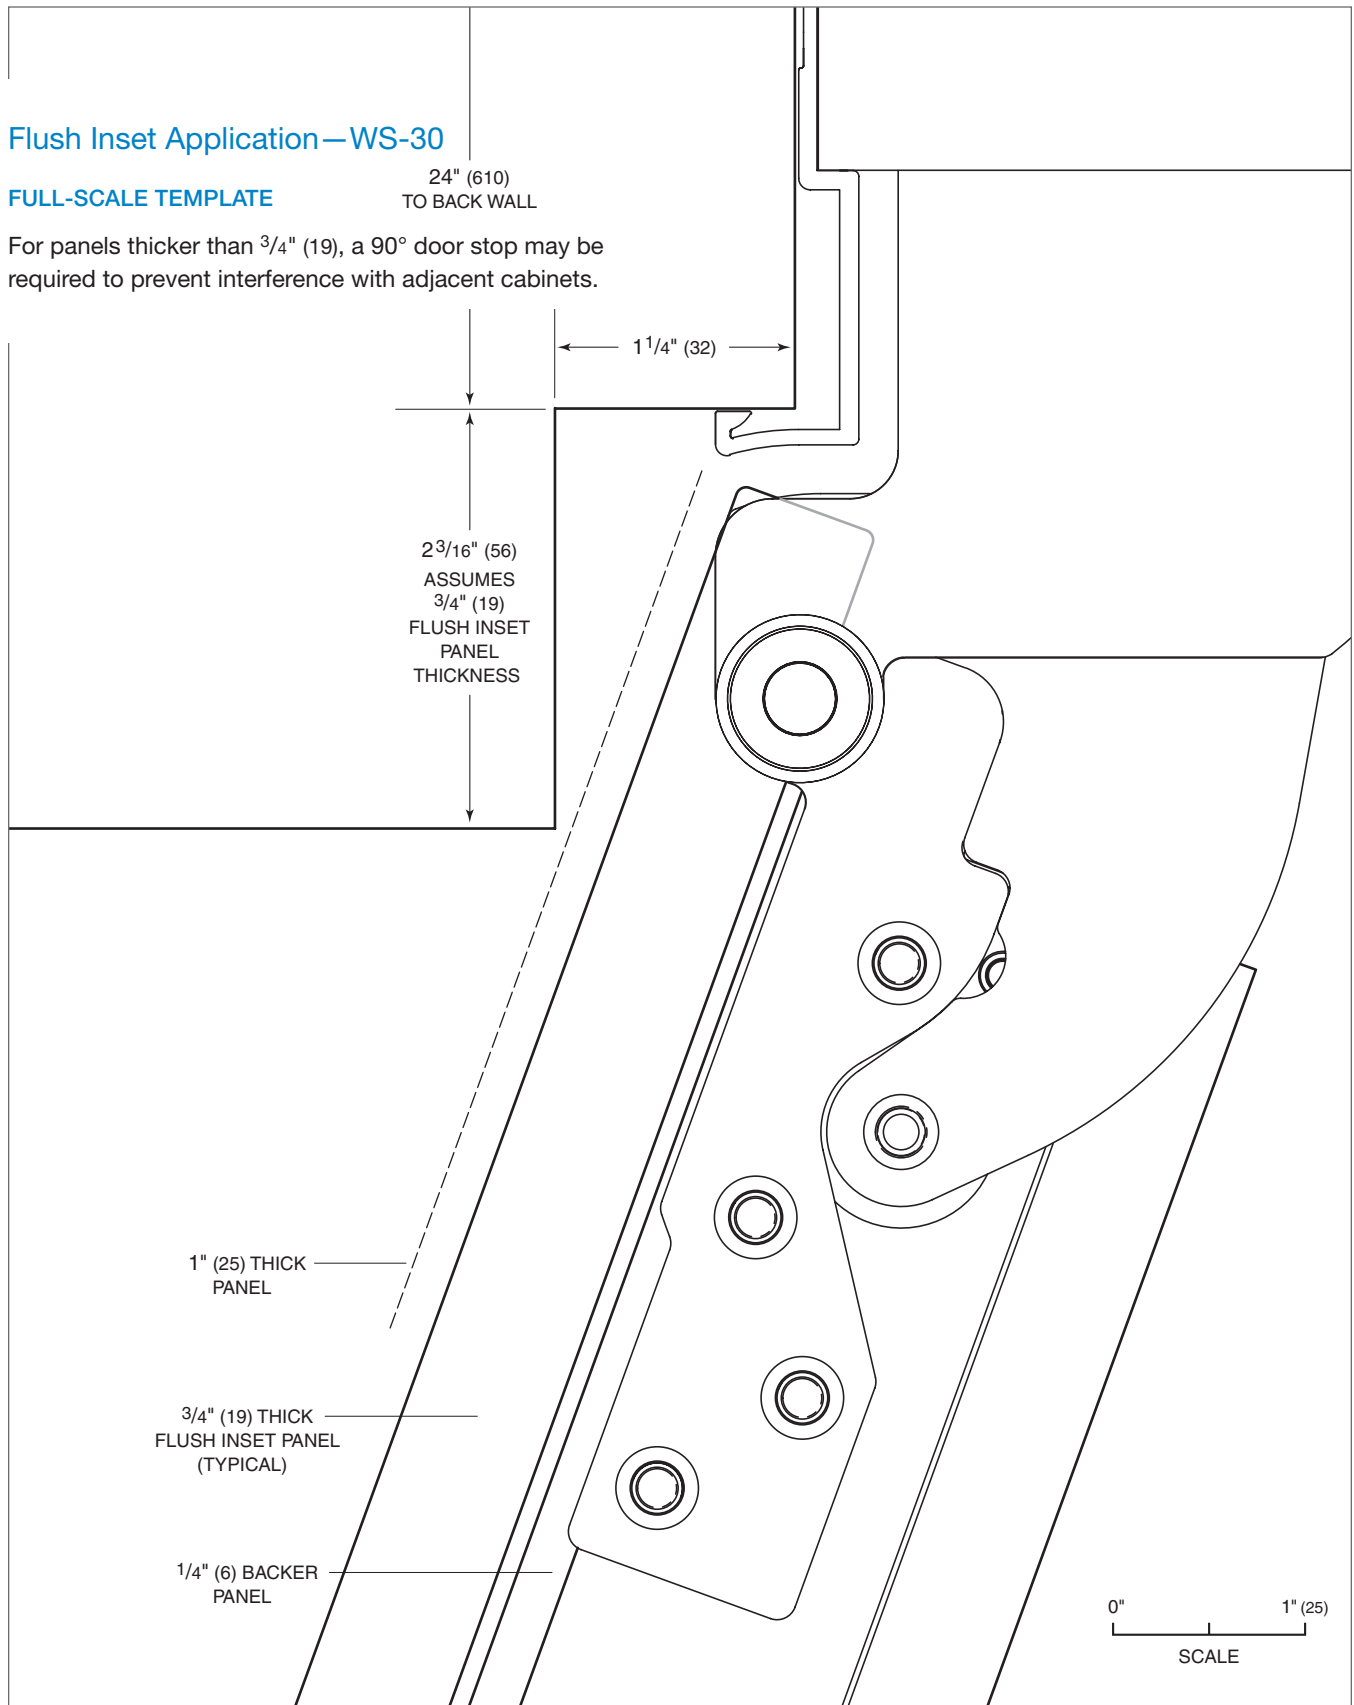 Flush Inset Application—WS-30
FULL-SCALE TEMPLATE
24" (610)
TO BACK WALL
For panels thicker than 3/4" (19), a 90° door stop may be
required to prevent interference with adjacent cabinets.
1 1/4" (32)
2 3/16" (56)
ASSUMES
3/4" (19)
FLUSH INSET
PANEL
THICKNESS
1" (25) THICK
PANEL
3/4" (19) THICK
FLUSH INSET PANEL
(TYPICAL)
1/4" (6) BACKER
PANEL
0" 1" (25)
SCALE